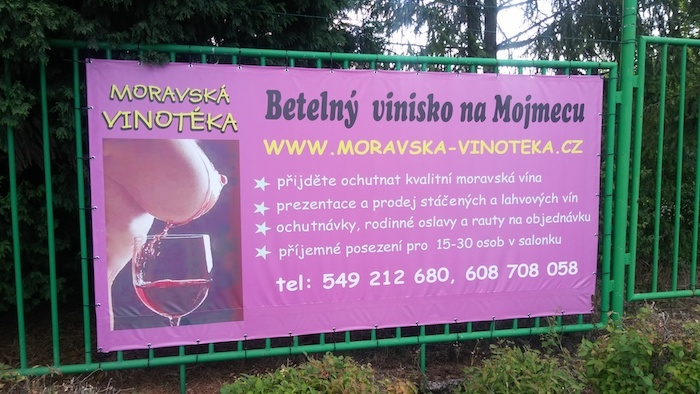 MORAVSKÁ
VINOTÉKA
Betelný vinisko na Mojmecu
WWW.MORAVSKA-VINOTEKA.CZ
přijděte ochutnat kvalitní moravská vína
prezentace a prodej stáčených a lahvových vín
ochutnávky, rodinné oslavy a rauty na objednávku
příjemné posezení pro 15-30 osob v salonku
tel: 549 212 680, 608 708 058